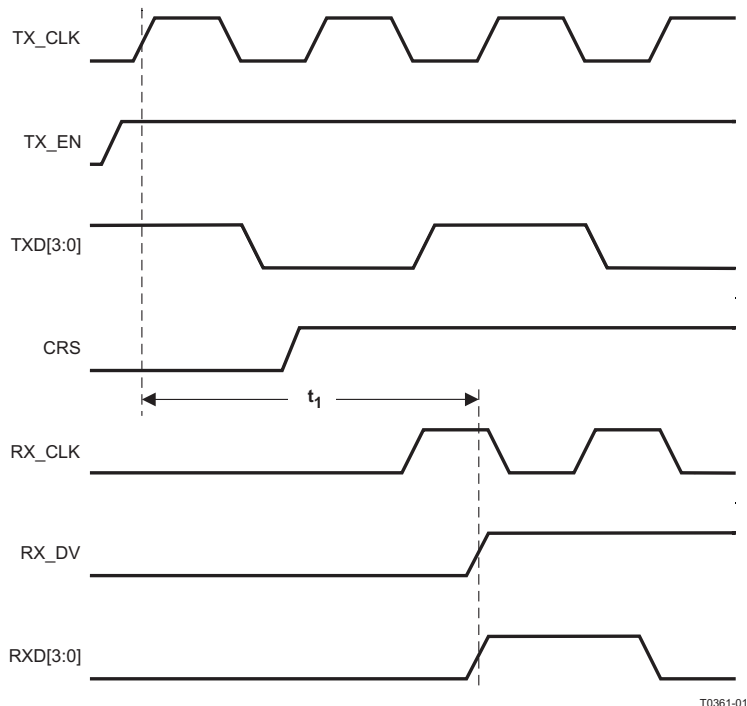 TX_CLK
TX_EN
TXD[3:0]
CRS
t1
RX_CLK
RX_DV
RXD[3:0]
T0361-01